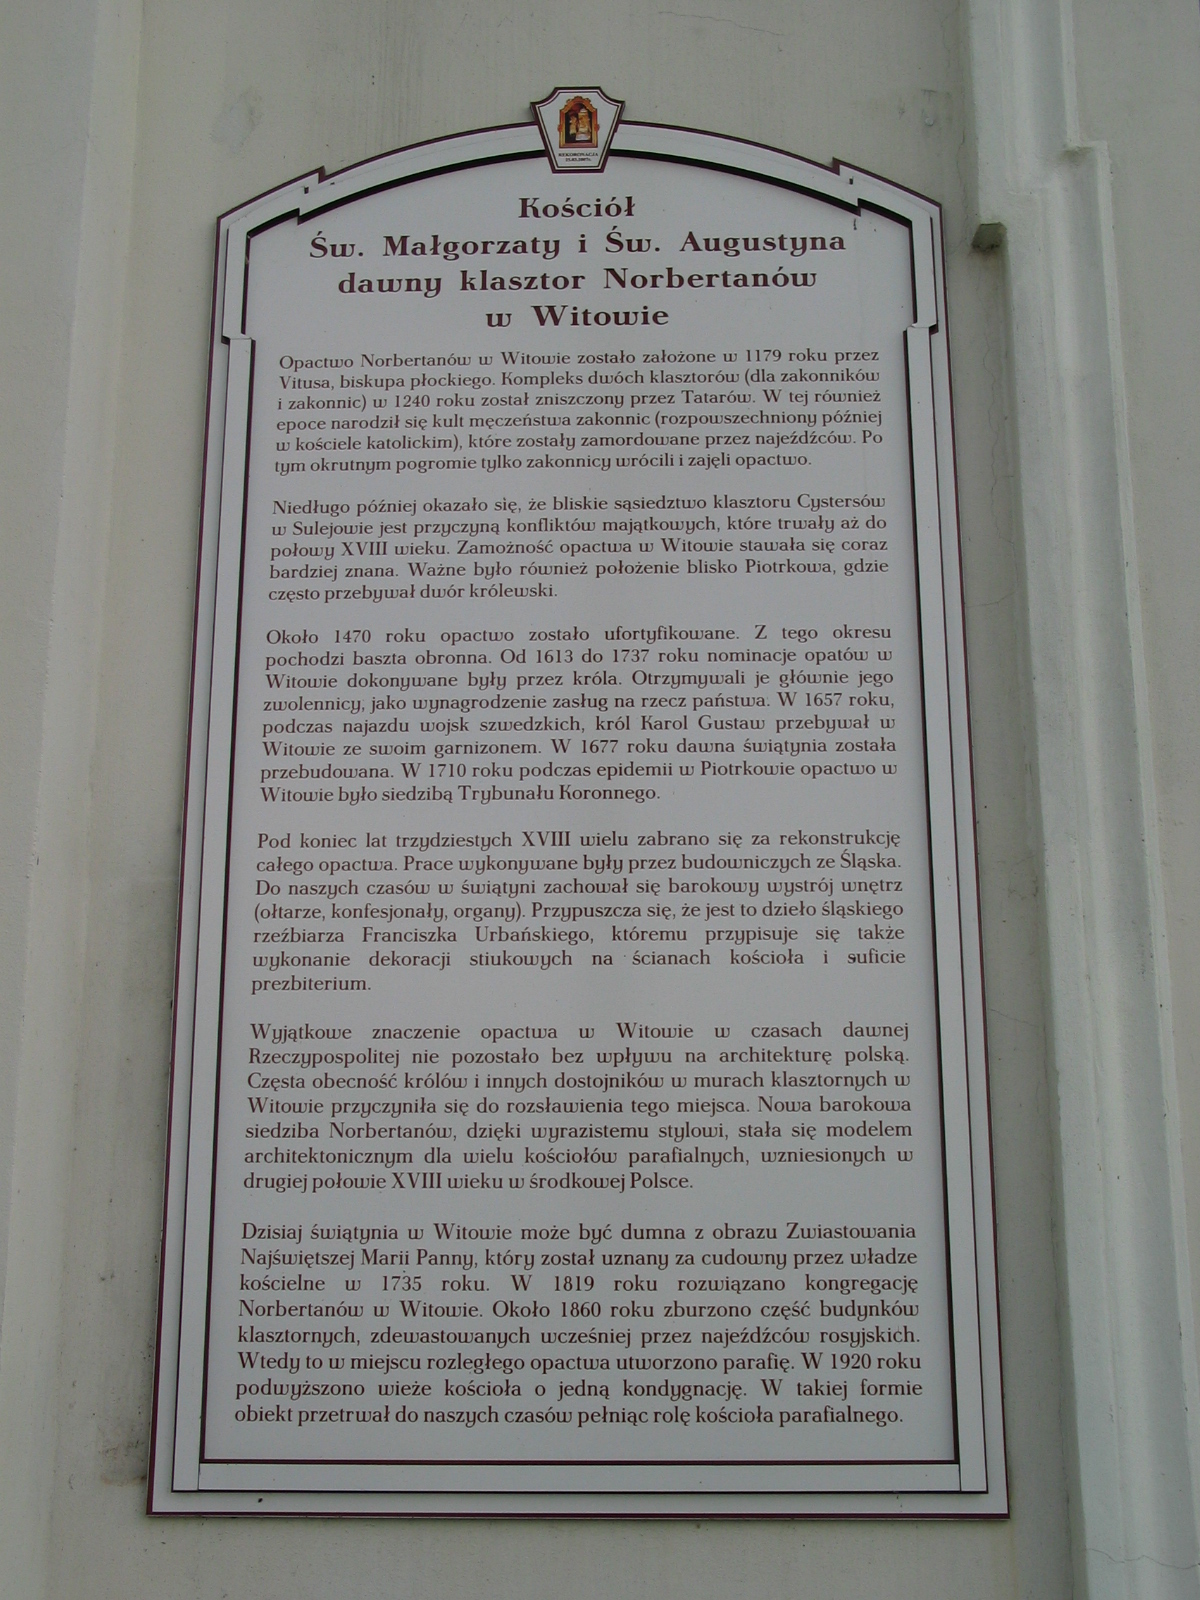 REKORONACJA
Kościół
Św. Małgorzaty i Św. Augustyna
dawny klasztor Norbertanów
w Witowie
Opactwo Norbertanów w Witowie zostało założone w 1179 roku przez
Vitusa, biskupa płockiego. Kompleks dwóch klasztorów (dla zakonników
i zakonnic) w 1240 roku został zniszczony przez Tatarów. W tej również
epoce narodził się kult męczeństwa zakonnic (rozpowszechniony później
w kościele katolickim), które zostały zamordowane przez najeźdźców. Po
tym okrutnym pogromie tylko zakonnicy wrócili i zajęli opactwo.
Niedługo później okazało się, że bliskie sąsiedztwo klasztoru Cystersów
w Sulejowie jest przyczyną konfliktów majątkowych, które trwały aż do
połowy XVIII wieku. Zamożność opactwa w Witowie stawała się coraz
bardziej znana. Ważne było również położenie blisko Piotrkowa, gdzie
często przebywał dwór królewski.
Około 1470 roku opactwo zostało ufortyfikowane. Z tego okresu
pochodzi baszta obronna. Od 1613 do 1737 roku nominacje opatów w
Witowie dokonywane były przez króla. Otrzymywali je głównie jego
zwolennicy, jako wynagrodzenie zasług na rzecz państwa. W 1657 roku,
podczas najazdu wojsk szwedzkich, król Karol Gustaw przebywał w
Witowie ze swoim garnizonem. W 1677 roku dawna świątynia została
przebudowana. W 1710 roku podczas epidemii w Piotrkowie opactwo w
Witowie było siedzibą Trybunału Koronnego.
Pod koniec lat trzydziestych XVIII wielu zabrano się za rekonstrukcję
całego opactwa. Prace wykonywane były przez budowniczych ze Śląska.
Do naszych czasów w świątyni zachował się barokowy wystrój wnętrz
(ołtarze, konfesjonały, organy). Przypuszcza się, że jest to dzieło śląskiego
rzeźbiarza Franciszka Urbańskiego, któremu przypisuje się także
wykonanie dekoracji stiukowych na ścianach kościoła i suficie
prezbiterium.
Wyjątkowe znaczenie opactwa w Witowie w czasach dawnej
Rzeczypospolitej nie pozostało bez wpływu na architekturę polską.
Częsta obecność królów i innych dostojników w murach klasztornych w
Witowie przyczyniła się do rozsławienia tego miejsca. Nowa barokowa
siedziba Norbertanów, dzięki wyrazistemu stylowi, stała się modelem
architektonicznym dla wielu kościołów parafialnych, wzniesionych w
drugiej połowie XVIII wieku w środkowej Polsce.
Dzisiaj świątynia w Witowie może być dumna z obrazu Zwiastowania
Najświętszej Marii Panny, który został uznany za cudowny przez władze
kościelne w 1735 roku. W 1819 roku rozwiązano kongregację
Norbertanów w Witowie. Około 1860 roku zburzono część budynków
klasztornych, zdewastowanych wcześniej przez najeźdźców rosyjskich.
Wtedy to w miejscu rozległego opactwa utworzono parafię. W 1920 roku
podwyższono wieże kościoła o jedną kondygnację. W takiej formie
obiekt przetrwał do naszych czasów pełniąc rolę kościoła parafialnego.